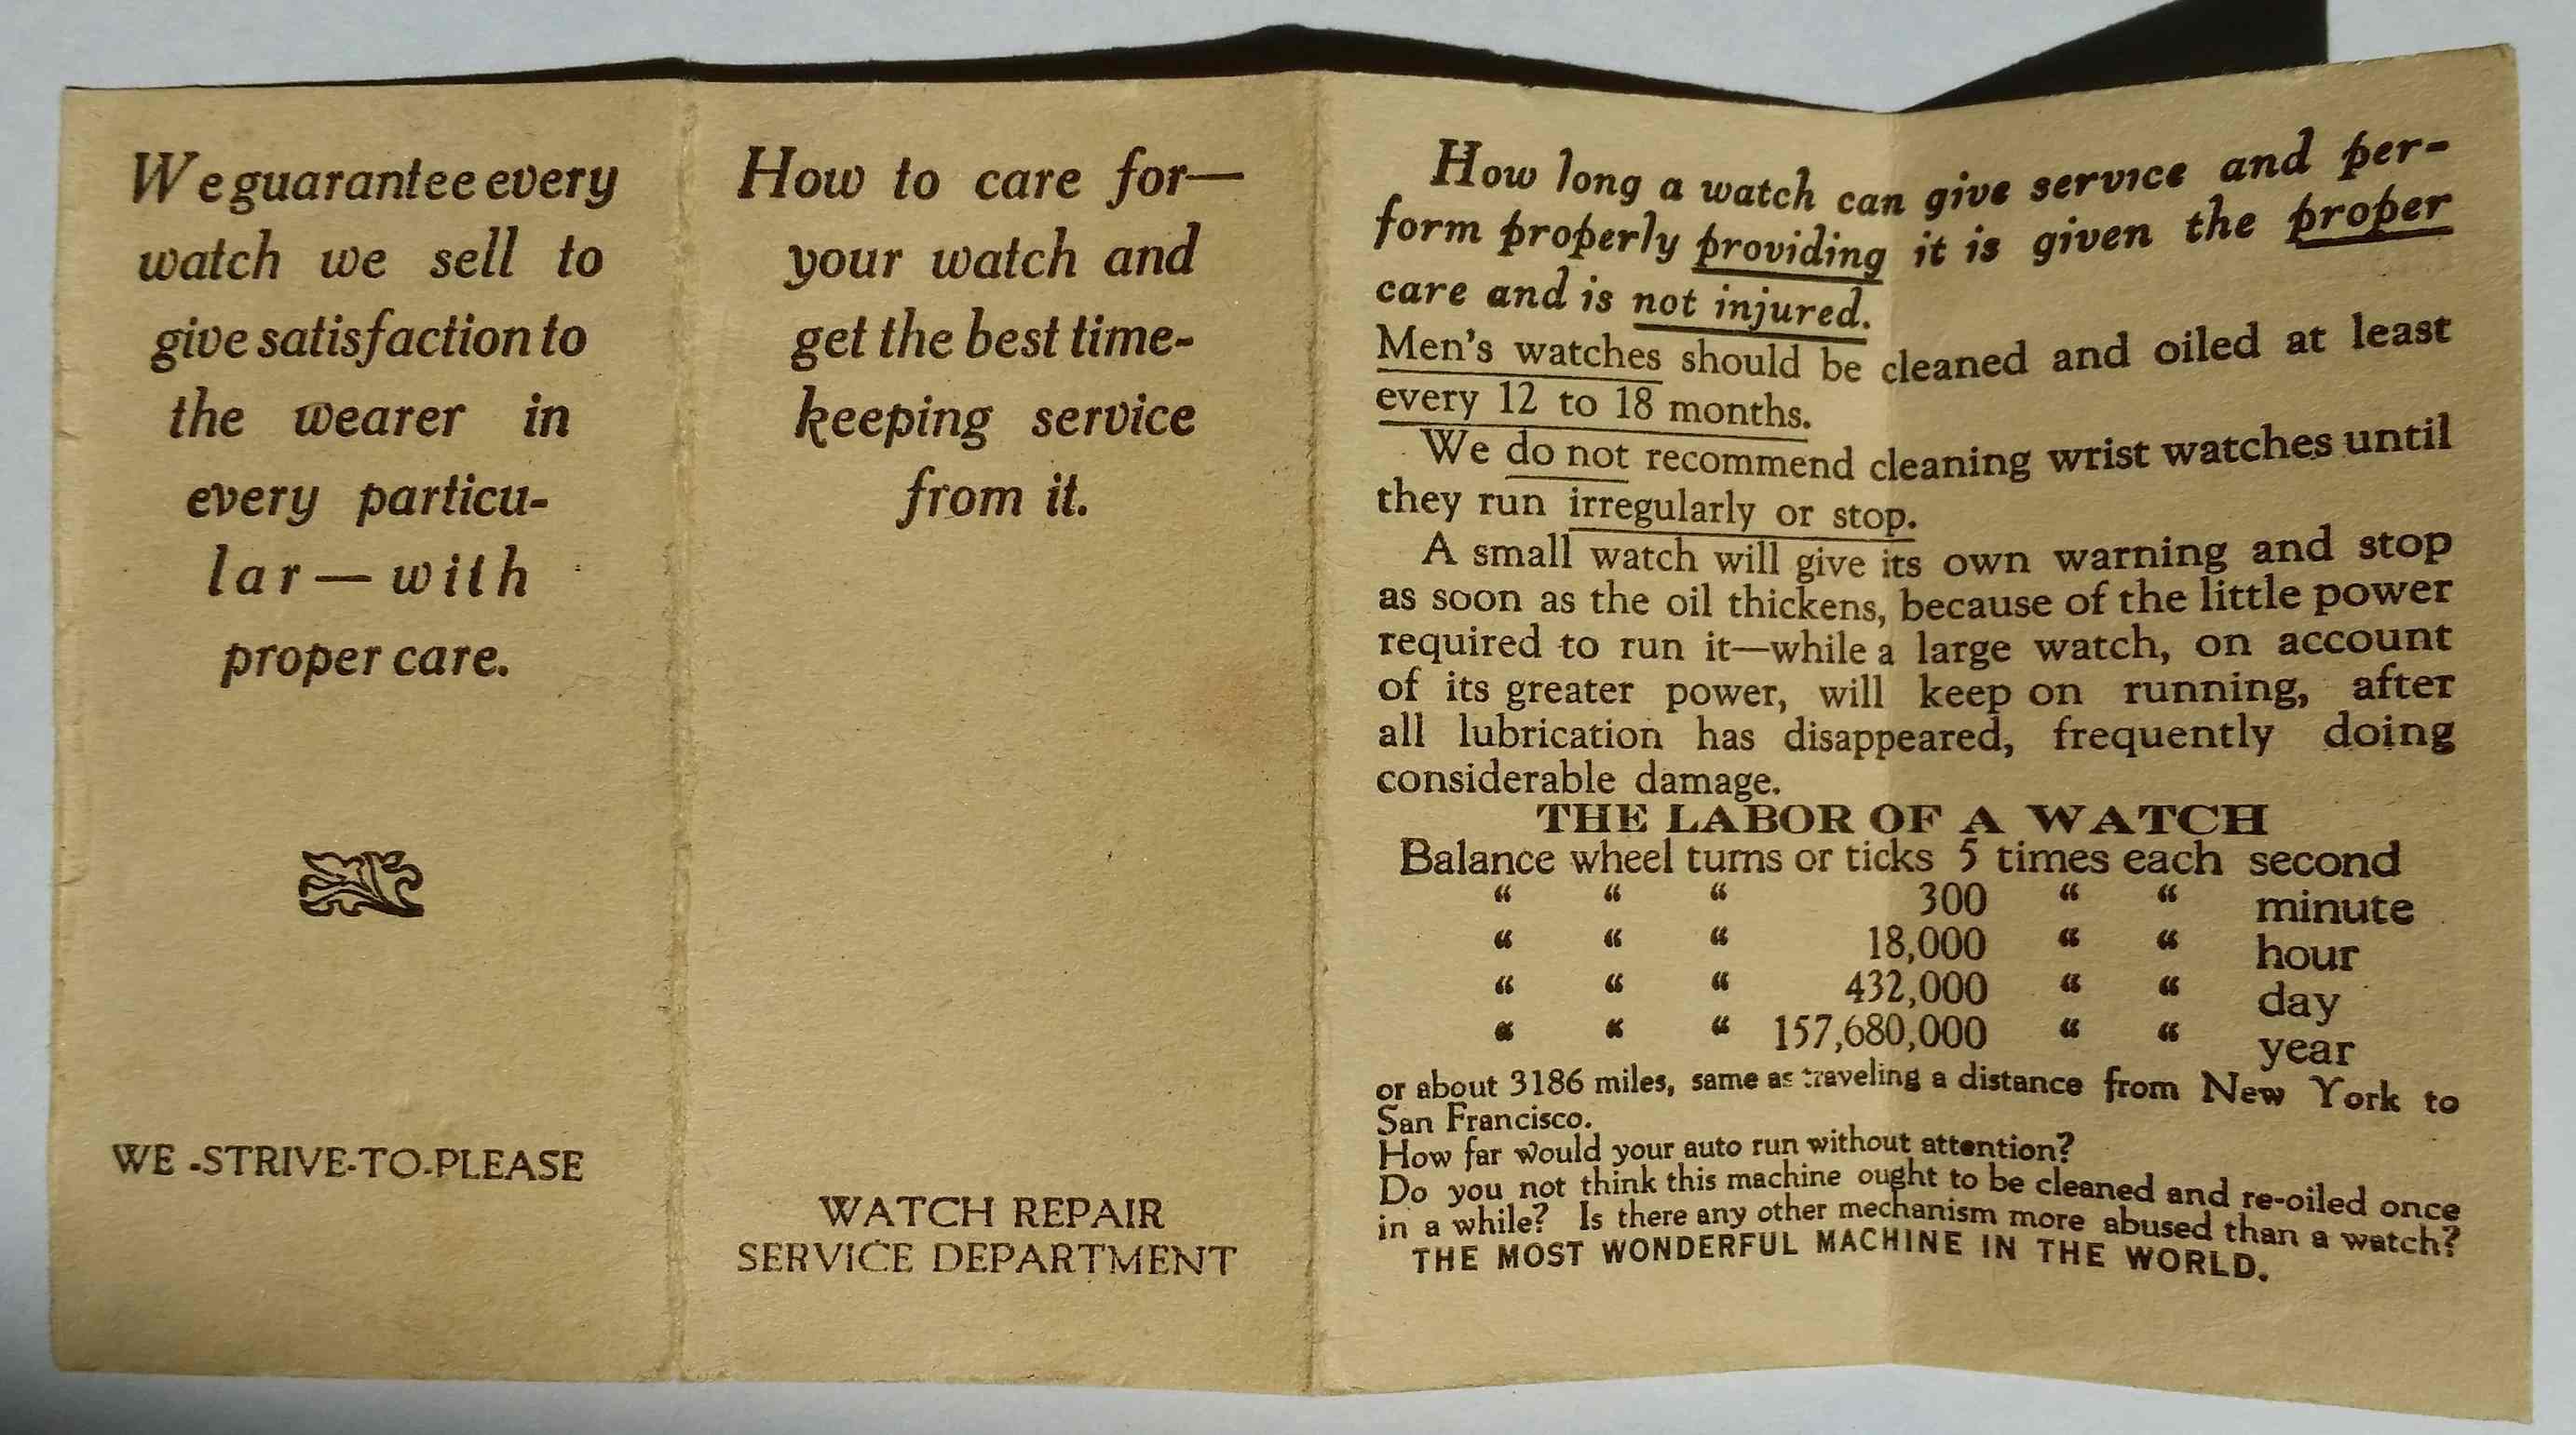 We guarantee every
watch we sell to
give satisfaction to
the wearer in
every particu-
lar — with
proper care.
WE -STRIVE-TO-PLEASE
How to care for—
your watch and
get the best time-
keeping service
from it.
WATCH REPAIR
SERVICE DEPARTMENT
How long a watch can give service and per-
form properly providing it is given the proper
care and is not injured.
Men's watches should be cleaned and oiled at least
every 12 to 18 months.
We do not recommend cleaning wrist watches until
they run irregularly or stop.
A small watch will give its own warning and stop
as soon as the oil thickens, because of the little power
required to run it—while a large watch, on account
of its greater power, will keep on running, after
all lubrication has disappeared, frequently doing
considerable damage.
THE LABOR OF A WATCH
Balance wheel turns or ticks 5 times each second
“ “ “ 300 “ “ minute
“ “ “ 18,000 “ “ hour
“ “ “ 432,000 “ “ day
“ “ “ 157,680,000 “ “ year
or about 3186 miles, same as traveling a distance from New York to
San Francisco.
How far would your auto run without attention?
Do you not think this machine ought to be cleaned and re-oiled once
in a while? Is there any other mechanism more abused than a watch?
THE MOST WONDERFUL MACHINE IN THE WORLD.